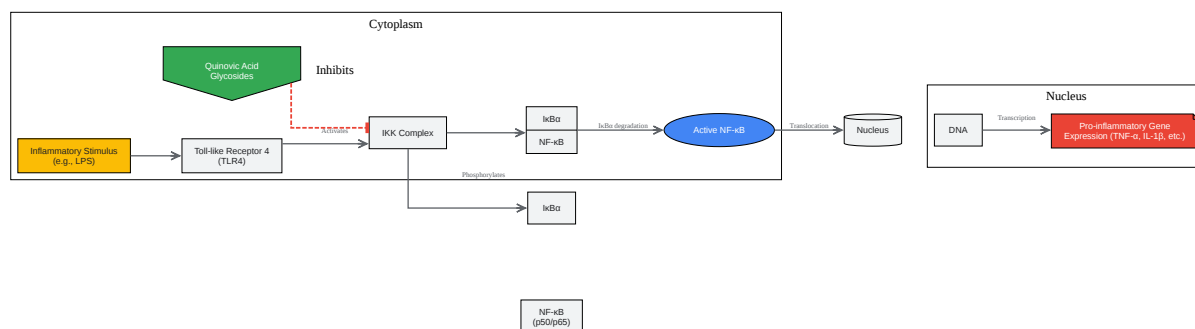 Cytoplasm
Quinovic Acid
Glycosides
Inhibits
Inflammatory Stimulus
(e.g., LPS)
Toll-like Receptor 4
(TLR4)
Activates
IKK Complex
IκBα
NF-κB
IκBα degradation
Active NF-κB
Translocation
Nucleus
Phosphorylates
IκBα
NF-κB
(p50/p65)
Nucleus
DNA
Transcription
Pro-inflammatory Gene
Expression (TNF-α, IL-1β, etc.)